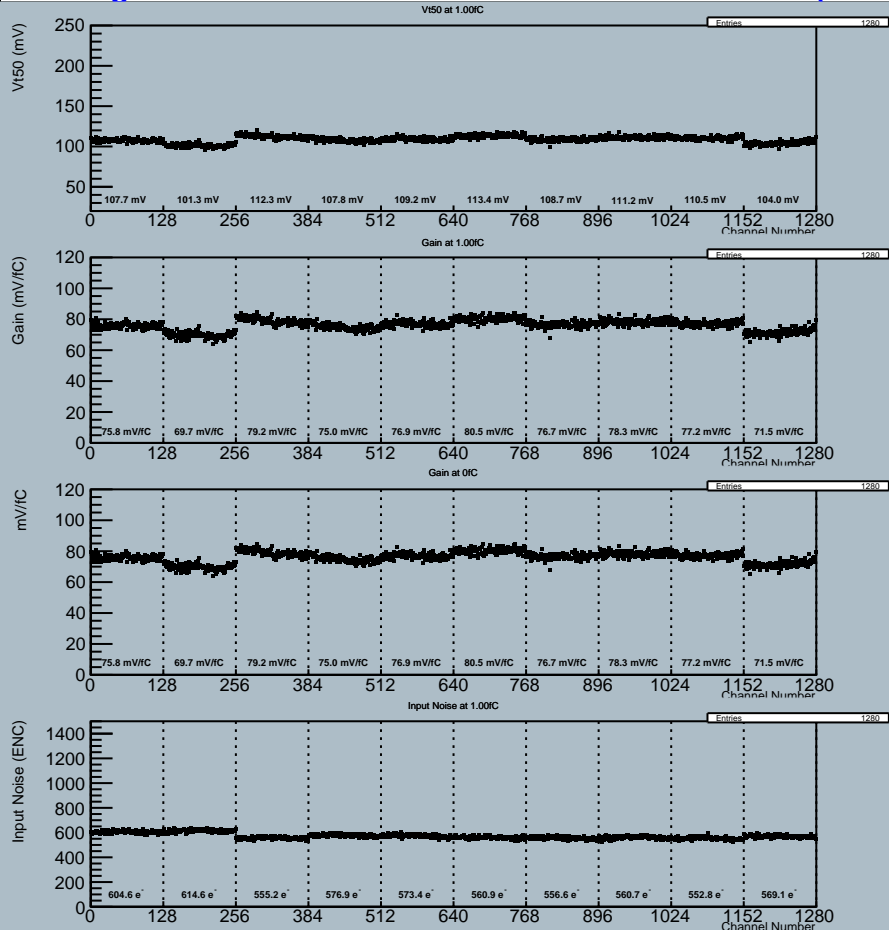 Vt50 at 1.00fC
Entries 1280
Vt50 (mV)
250
200
150
100
50
107.7 mV 101.3 mV 112.3 mV 107.8 mV 109.2 mV 113.4 mV 108.7 mV 111.2 mV 110.5 mV 104.0 mV
0 128 256 384 512 640 768 896 1024 1152 1280
Channel Number
Gain at 1.00fC
Entries 1280
Gain (mV/fC)
120
100
80
60
40
20
0
75.8 mV/fC 69.7 mV/fC 79.2 mV/fC 75.0 mV/fC 76.9 mV/fC 80.5 mV/fC 76.7 mV/fC 78.3 mV/fC 77.2 mV/fC 71.5 mV/fC
0 128 256 384 512 640 768 896 1024 1152 1280
Channel Number
Gain at 0fC
Entries 1280
mV/fC
120
100
80
60
40
20
0
75.8 mV/fC 69.7 mV/fC 79.2 mV/fC 75.0 mV/fC 76.9 mV/fC 80.5 mV/fC 76.7 mV/fC 78.3 mV/fC 77.2 mV/fC 71.5 mV/fC
0 128 256 384 512 640 768 896 1024 1152 1280
Channel Number
Input Noise at 1.00fC
Entries 1280
Input Noise (ENC)
1400
1200
1000
800
600
400
200
0
604.6 e⁻ 614.6 e⁻ 555.2 e⁻ 576.9 e⁻ 573.4 e⁻ 560.9 e⁻ 556.6 e⁻ 560.7 e⁻ 552.8 e⁻ 569.1 e⁻
0 128 256 384 512 640 768 896 1024 1152 1280
Channel Number